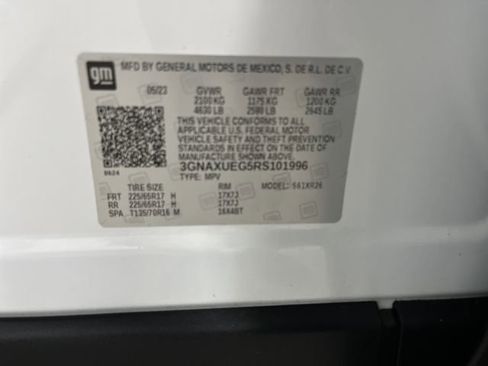 gm
MFD BY GENERAL MOTORS DE MEXICO, S. DE R.L. DE C.V.
05/23 GVWR GAWR FRT GAWR RR
2100 KG 1175 KG 1200 KG
4630 LB 2590 LB 2645 LB
THIS VEHICLE CONFORMS TO ALL APPLICABLE
U.S. FEDERAL MOTOR
VEHICLE SAFETY AND THEFT PREVENTION
STANDARDS IN EFFECT ON THE DATE OF
MANUFACTURE SHOWN ABOVE.
3GNAXUEG5RS101996
TYPE: MPV MODEL:
TIRE SIZE RIM
FRT 225/65R17 H 17X7J
RR 225/65R17 H 17X7J
SPA T135/70R16 M 16X4BT